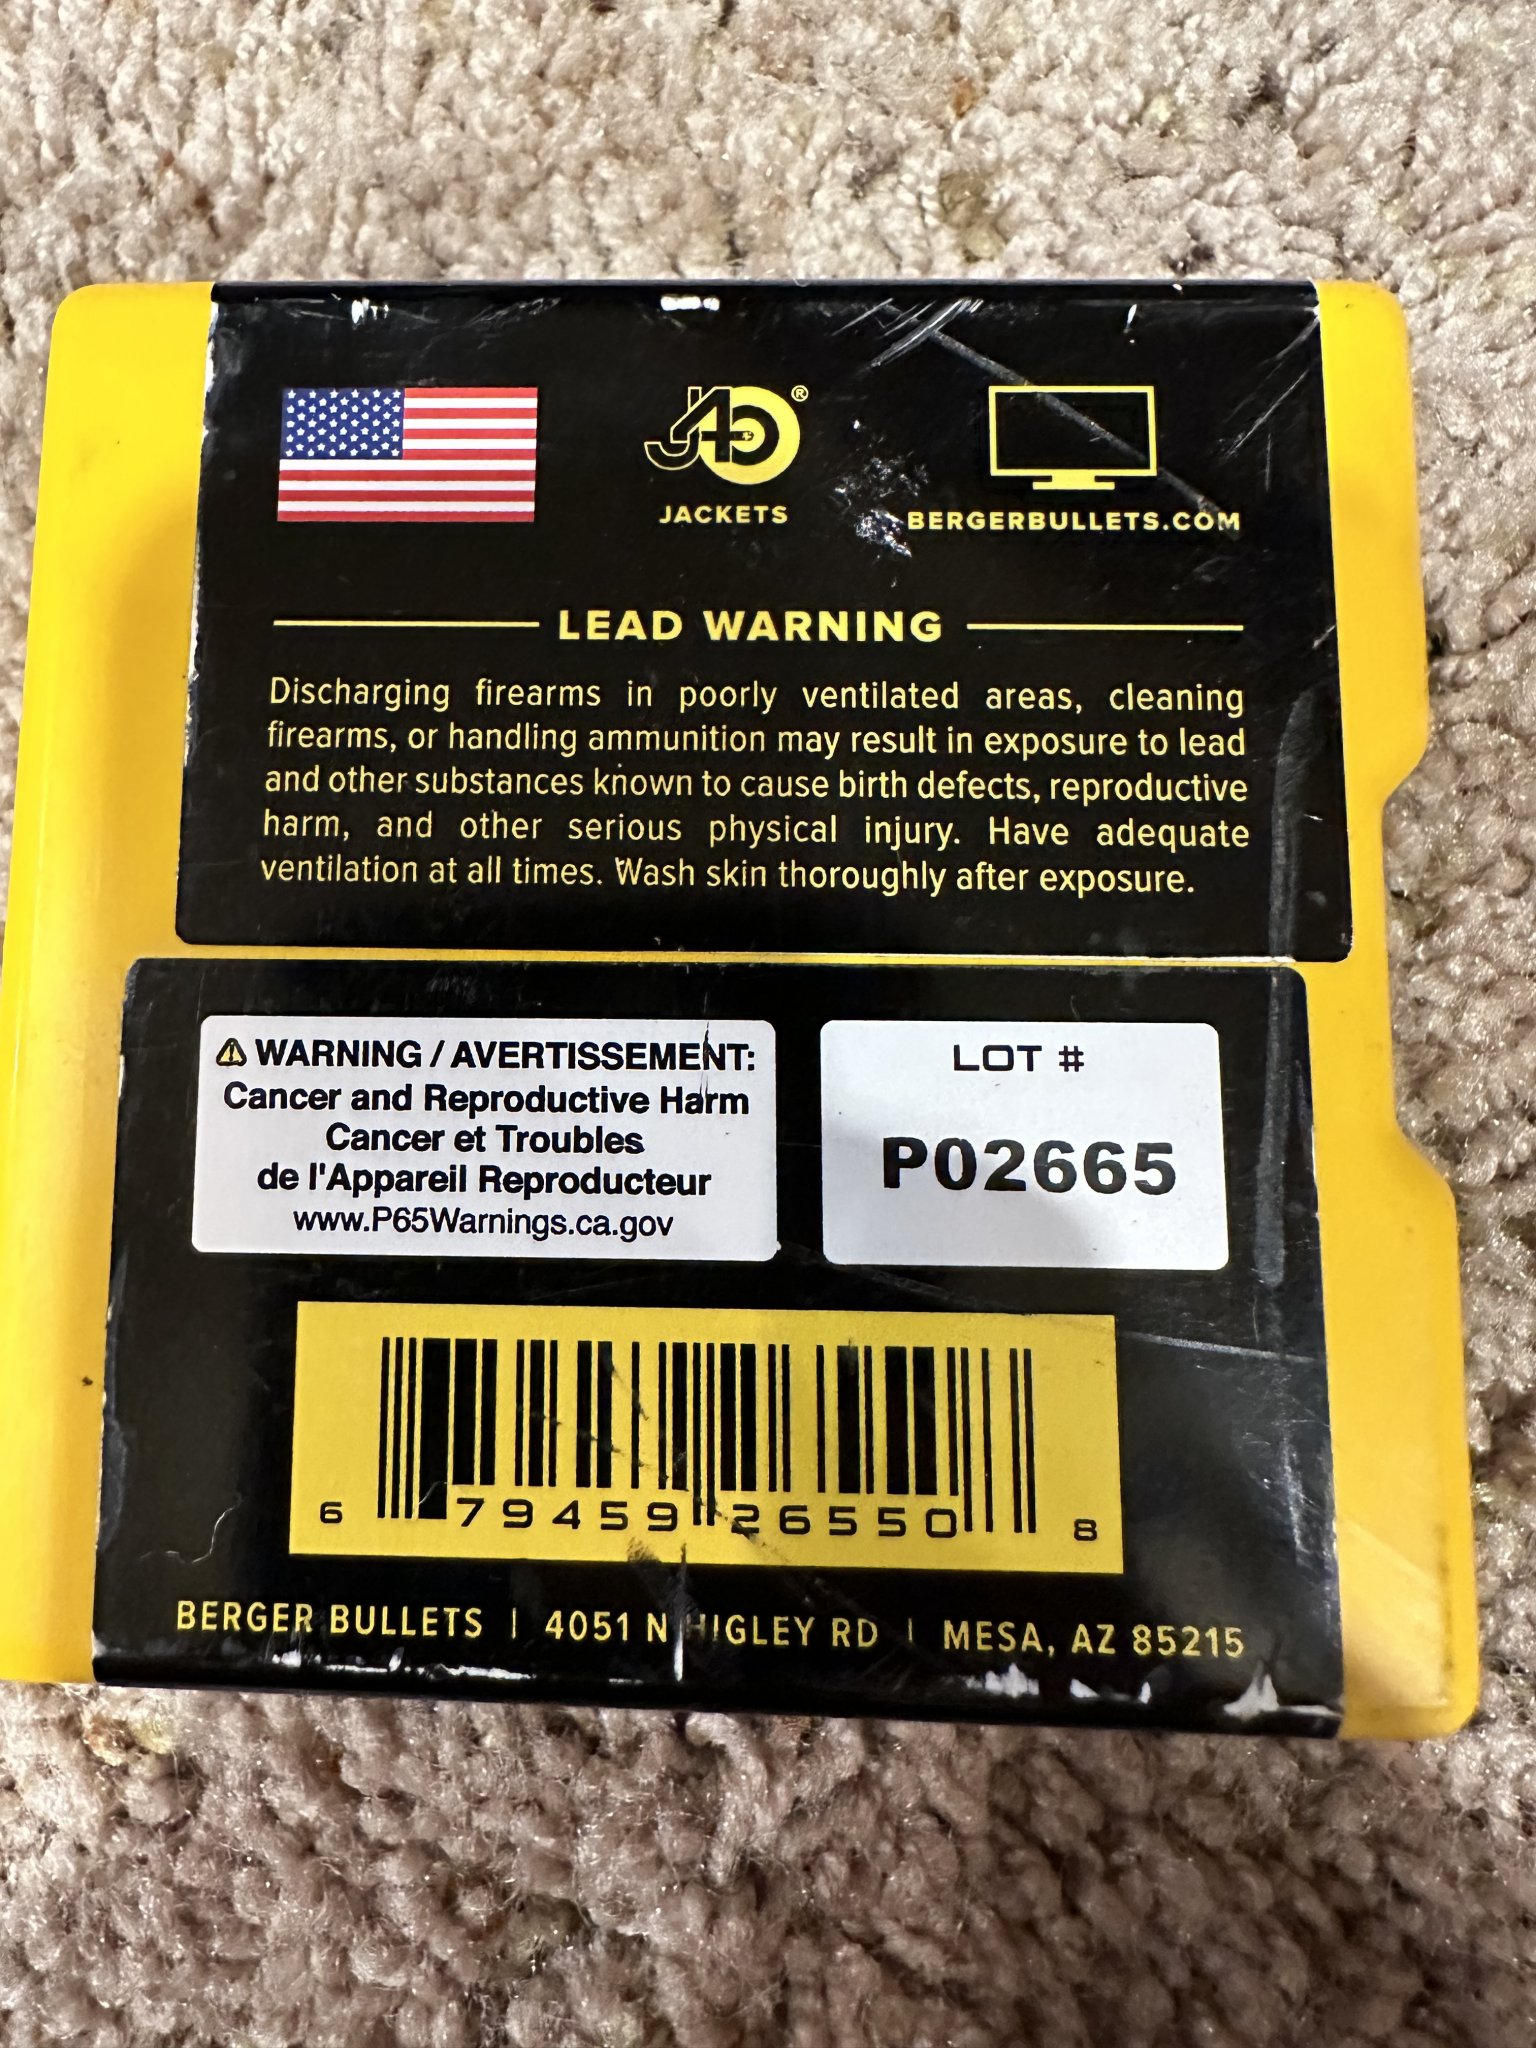 J4 ®
JACKETS
BERGERBULLETS.COM
LEAD WARNING
Discharging firearms in poorly ventilated areas, cleaning
firearms, or handling ammunition may result in exposure to lead
and other substances known to cause birth defects, reproductive
harm, and other serious physical injury. Have adequate
ventilation at all times. Wash skin thoroughly after exposure.
WARNING / AVERTISSEMENT:
Cancer and Reproductive Harm
Cancer et Troubles
de l'Appareil Reproducteur
www.P65Warnings.ca.gov
LOT #
P02665
6 79459 26550 8
BERGER BULLETS | 4051 N HIGLEY RD | MESA, AZ 85215